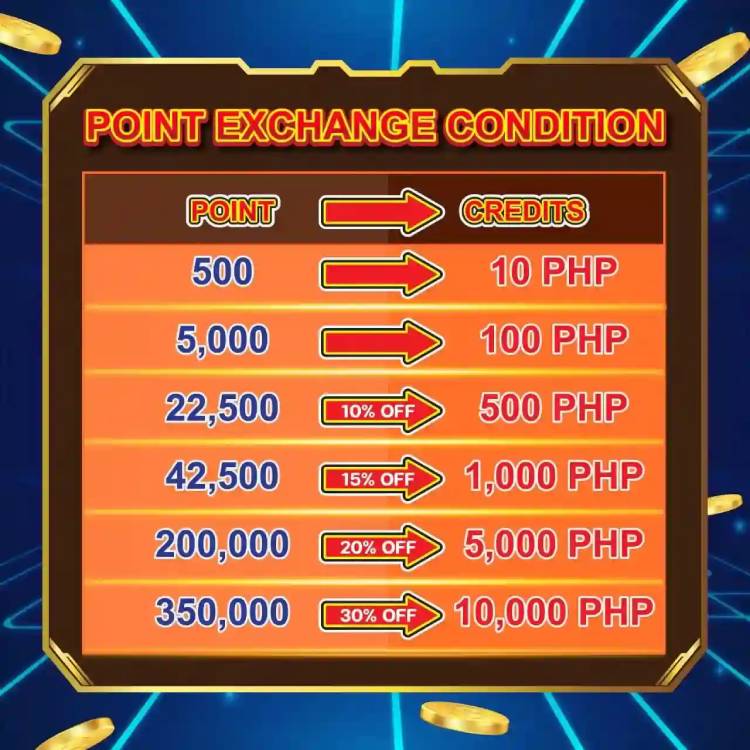 POINT EXCHANGE CONDITION
POINT CREDITS
500 10 PHP
5,000 100 PHP
22,500 10% OFF 500 PHP
42,500 15% OFF 1,000 PHP
200,000 20% OFF 5,000 PHP
350,000 30% OFF 10,000 PHP